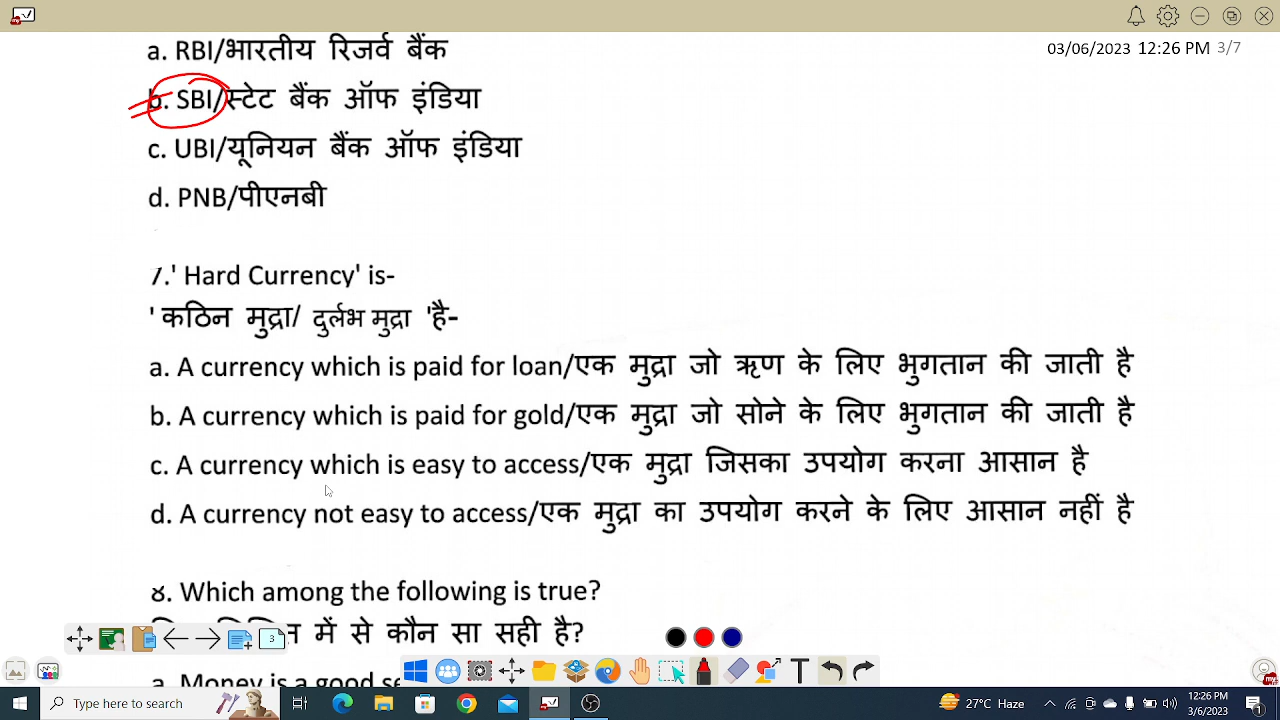 03/06/2023 12:26 PM 3/7
a. RBI/भारतीय रिजर्व बैंक
b. SBI/स्टेट बैंक ऑफ इंडिया
c. UBI/यूनियन बैंक ऑफ इंडिया
d. PNB/पीएनबी
7.' Hard Currency' is-
' कठिन मुद्रा/ दुर्लभ मुद्रा 'है-
a. A currency which is paid for loan/एक मुद्रा जो ऋण के लिए भुगतान की जाती है
b. A currency which is paid for gold/एक मुद्रा जो सोने के लिए भुगतान की जाती है
c. A currency which is easy to access/एक मुद्रा जिसका उपयोग करना आसान है
d. A currency not easy to access/एक मुद्रा का उपयोग करने के लिए आसान नहीं है
8. Which among the following is true?
में से कौन सा सही है?
a. Money is a good
3
Type here to search
27°C Haze
12:26 PM
3/6/2023